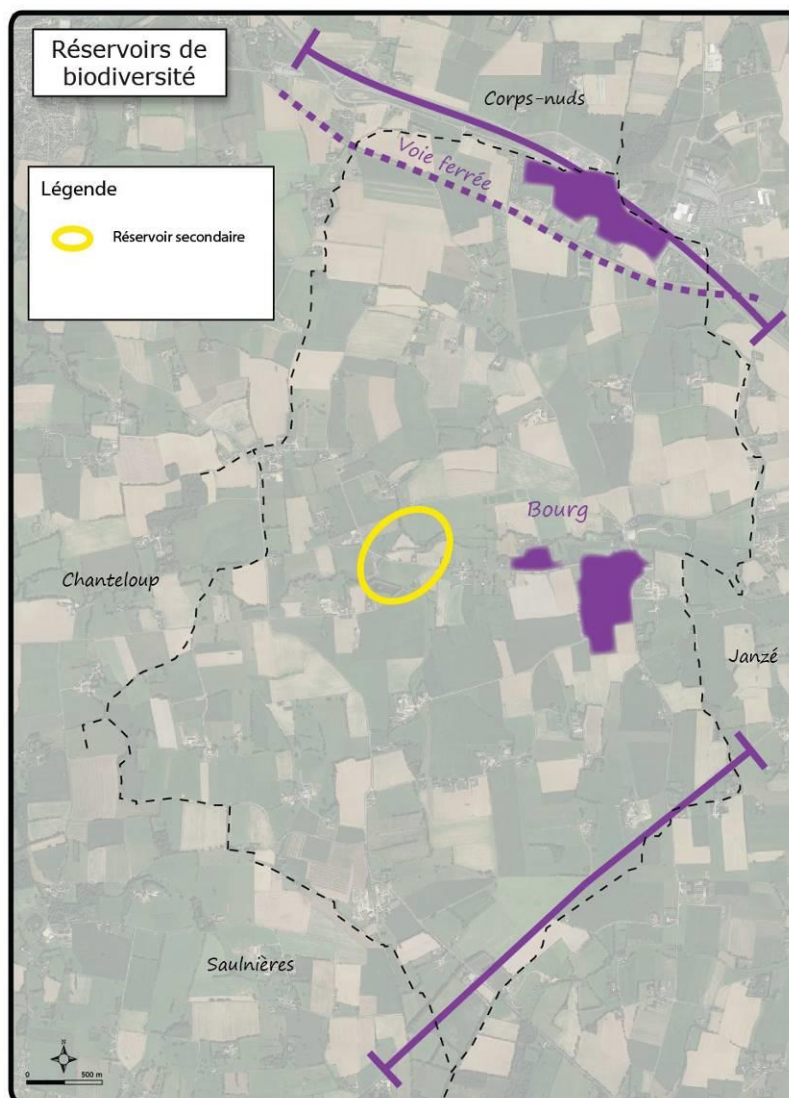 Réservoirs de
biodiversité
Corps-nuds
Voie ferrée
Légende
Réservoir secondaire
Bourg
Chanteloup
Janzé
Saulnières
N
0 500 m